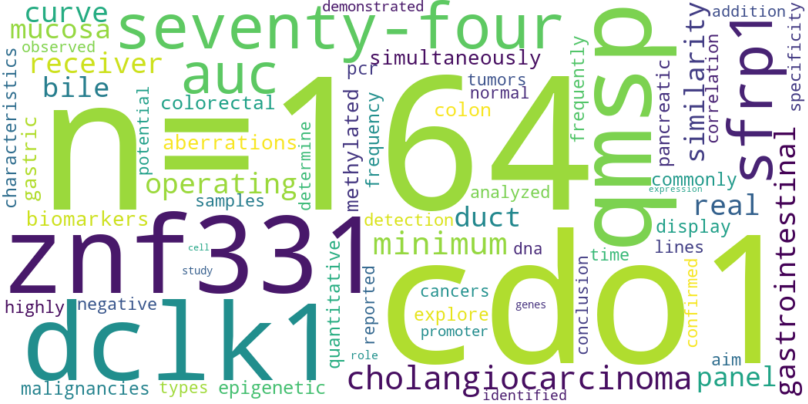 demonstrated
curve
seventy-four
mucosa
observed
receiver
auc
simultaneously
bile
pcr
tumors
normal
colorectal
colon
characteristics
gastric
potential
aberrations
determine
methylated
frequency
frequently
n=164
operating
samples
analyzed
biomarkers
qmsp
addition
specificity
similarity
correlation
pancreatic
sfrp1
commonly
expression
real
display
time
lines
gastrointestinal
znf331
detection
duct
minimum
dna
cell
study
quantitative
reported
cdo1
cancers
explore
promoter
genes
conclusion
confirmed
highly
negative
dclk1
role
aim
panel
malignancies
types
epigenetic
cholangiocarcinoma
identified